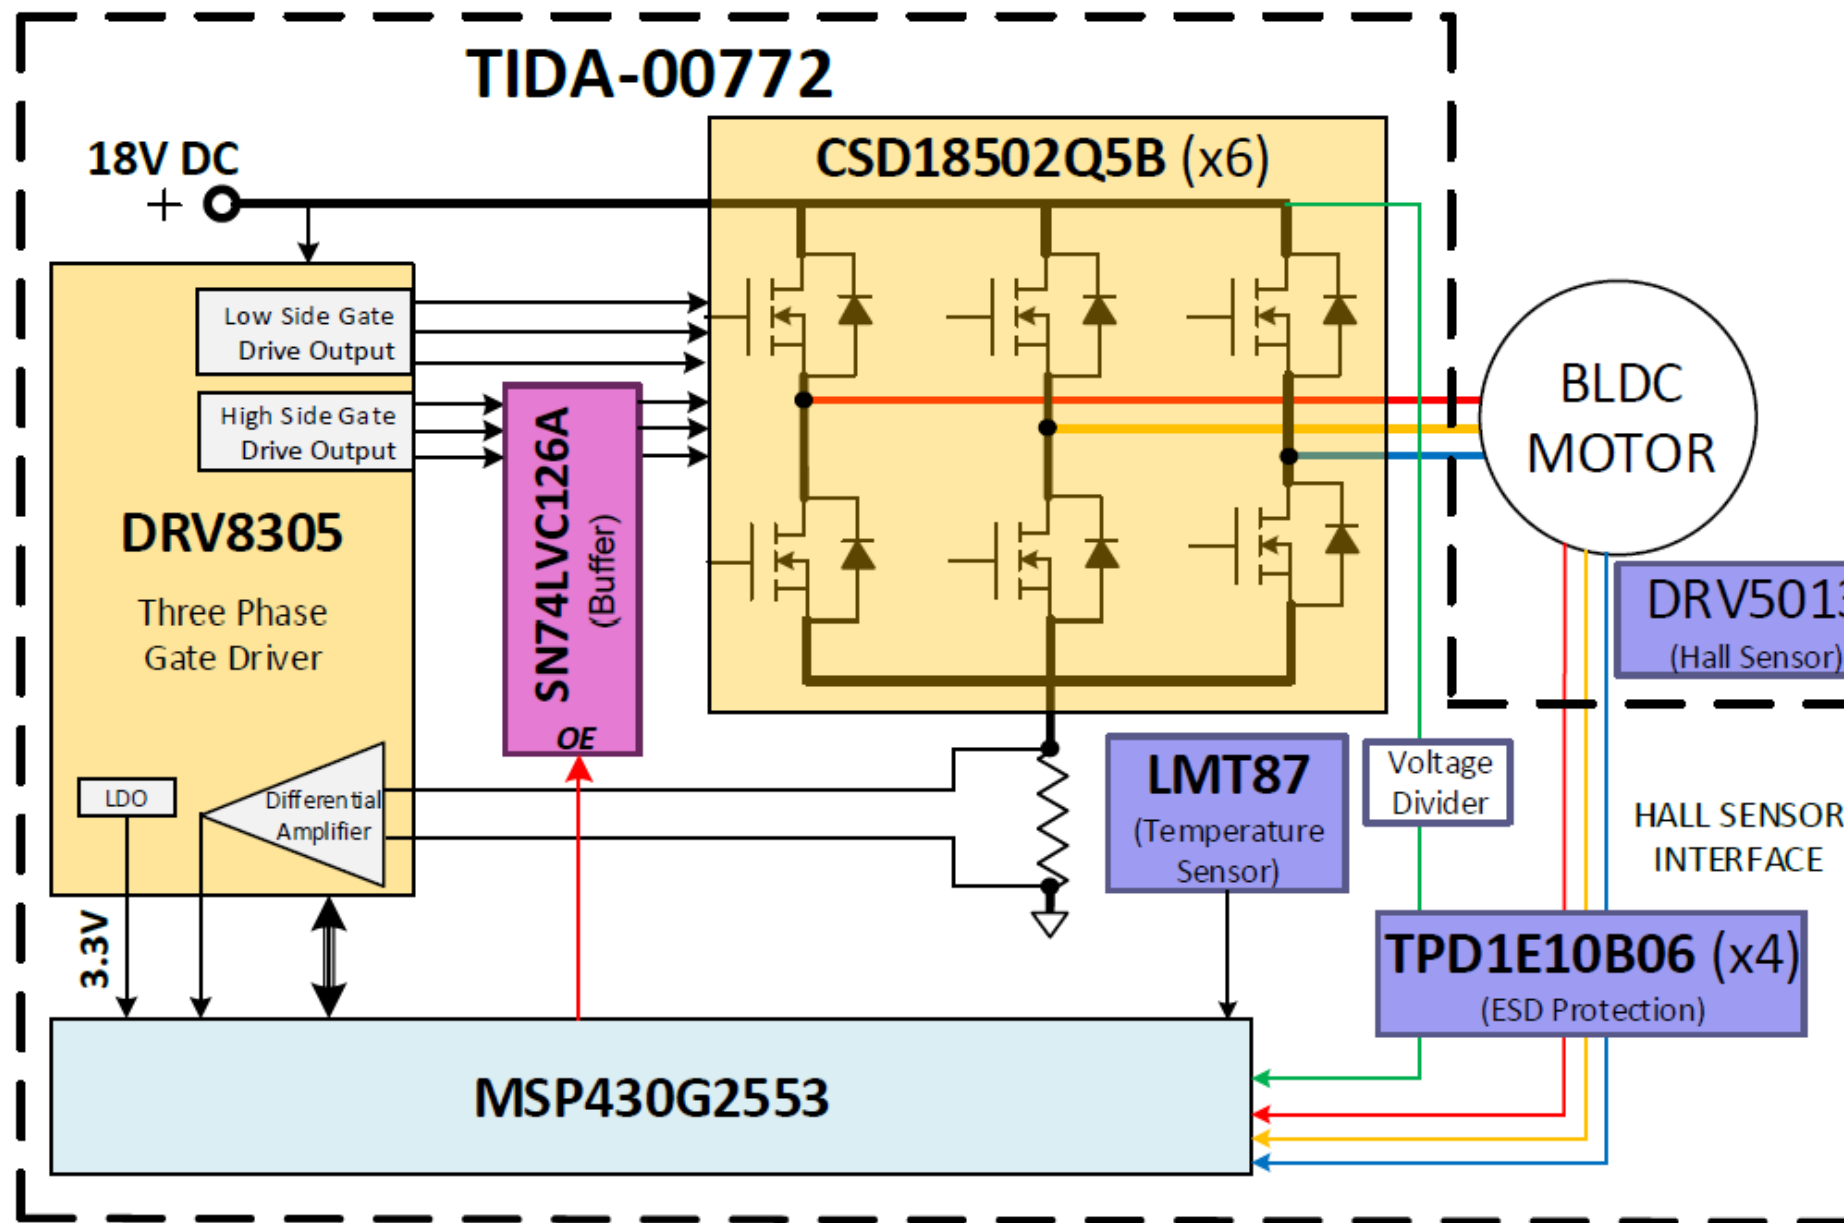 TIDA-00772
18V DC
+
CSD18502Q5B (x6)
Low Side Gate
Drive Output
High Side Gate
Drive Output
DRV8305
Three Phase
Gate Driver
SN74LVC126A
(Buffer)
OE
BLDC
MOTOR
DRV5013
(Hall Sensor)
LDO
Differential
Amplifier
3.3V
LMT87
(Temperature
Sensor)
Voltage
Divider
HALL SENSOR
INTERFACE
TPD1E10B06 (x4)
(ESD Protection)
MSP430G2553